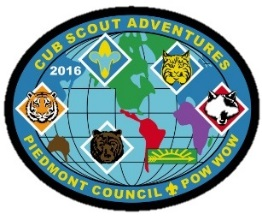 CUB SCOUT ADVENTURES
2016
PIEDMONT COUNCIL ⚜ POW WOW